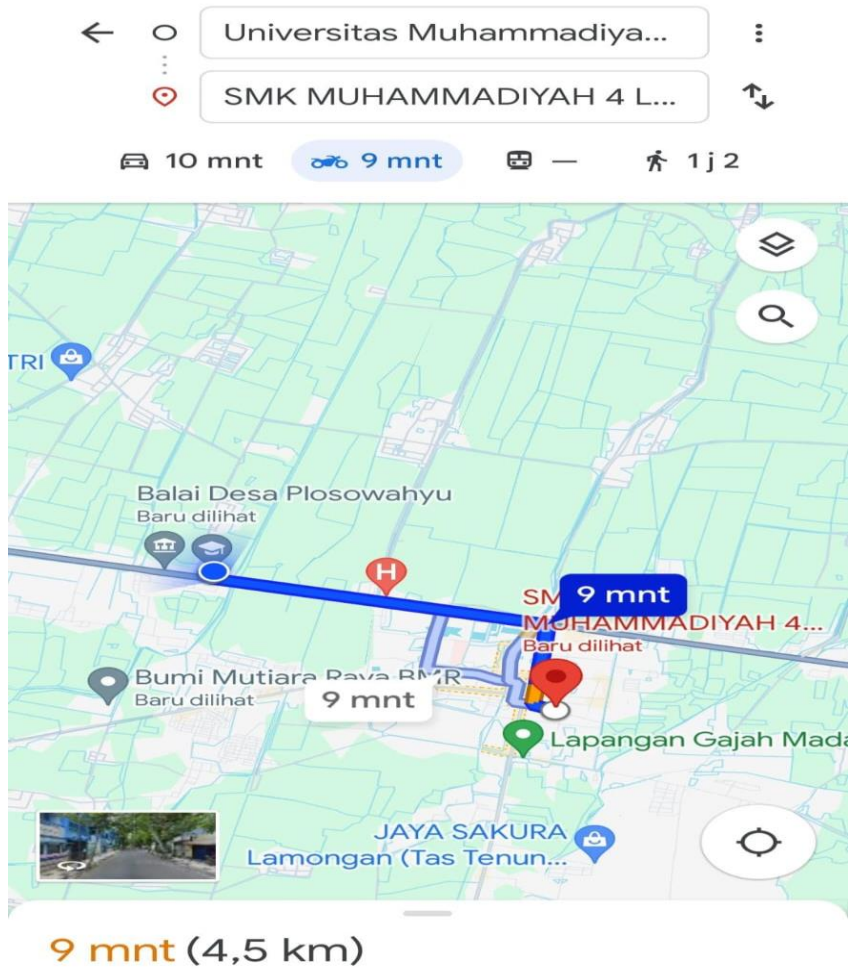 Universitas Muhammadiya...
SMK MUHAMMADIYAH 4 L...
10 mnt 9 mnt — 1 j 2
TRI
Balai Desa Plosowahyu
Baru dilihat
H
9 mnt
SM
MUHAMMADIYAH 4...
Baru dilihat
Bumi Mutiara Raya BMR
Baru dilihat
9 mnt
Lapangan Gajah Mada
JAYA SAKURA
Lamongan (Tas Tenun...
9 mnt (4,5 km)